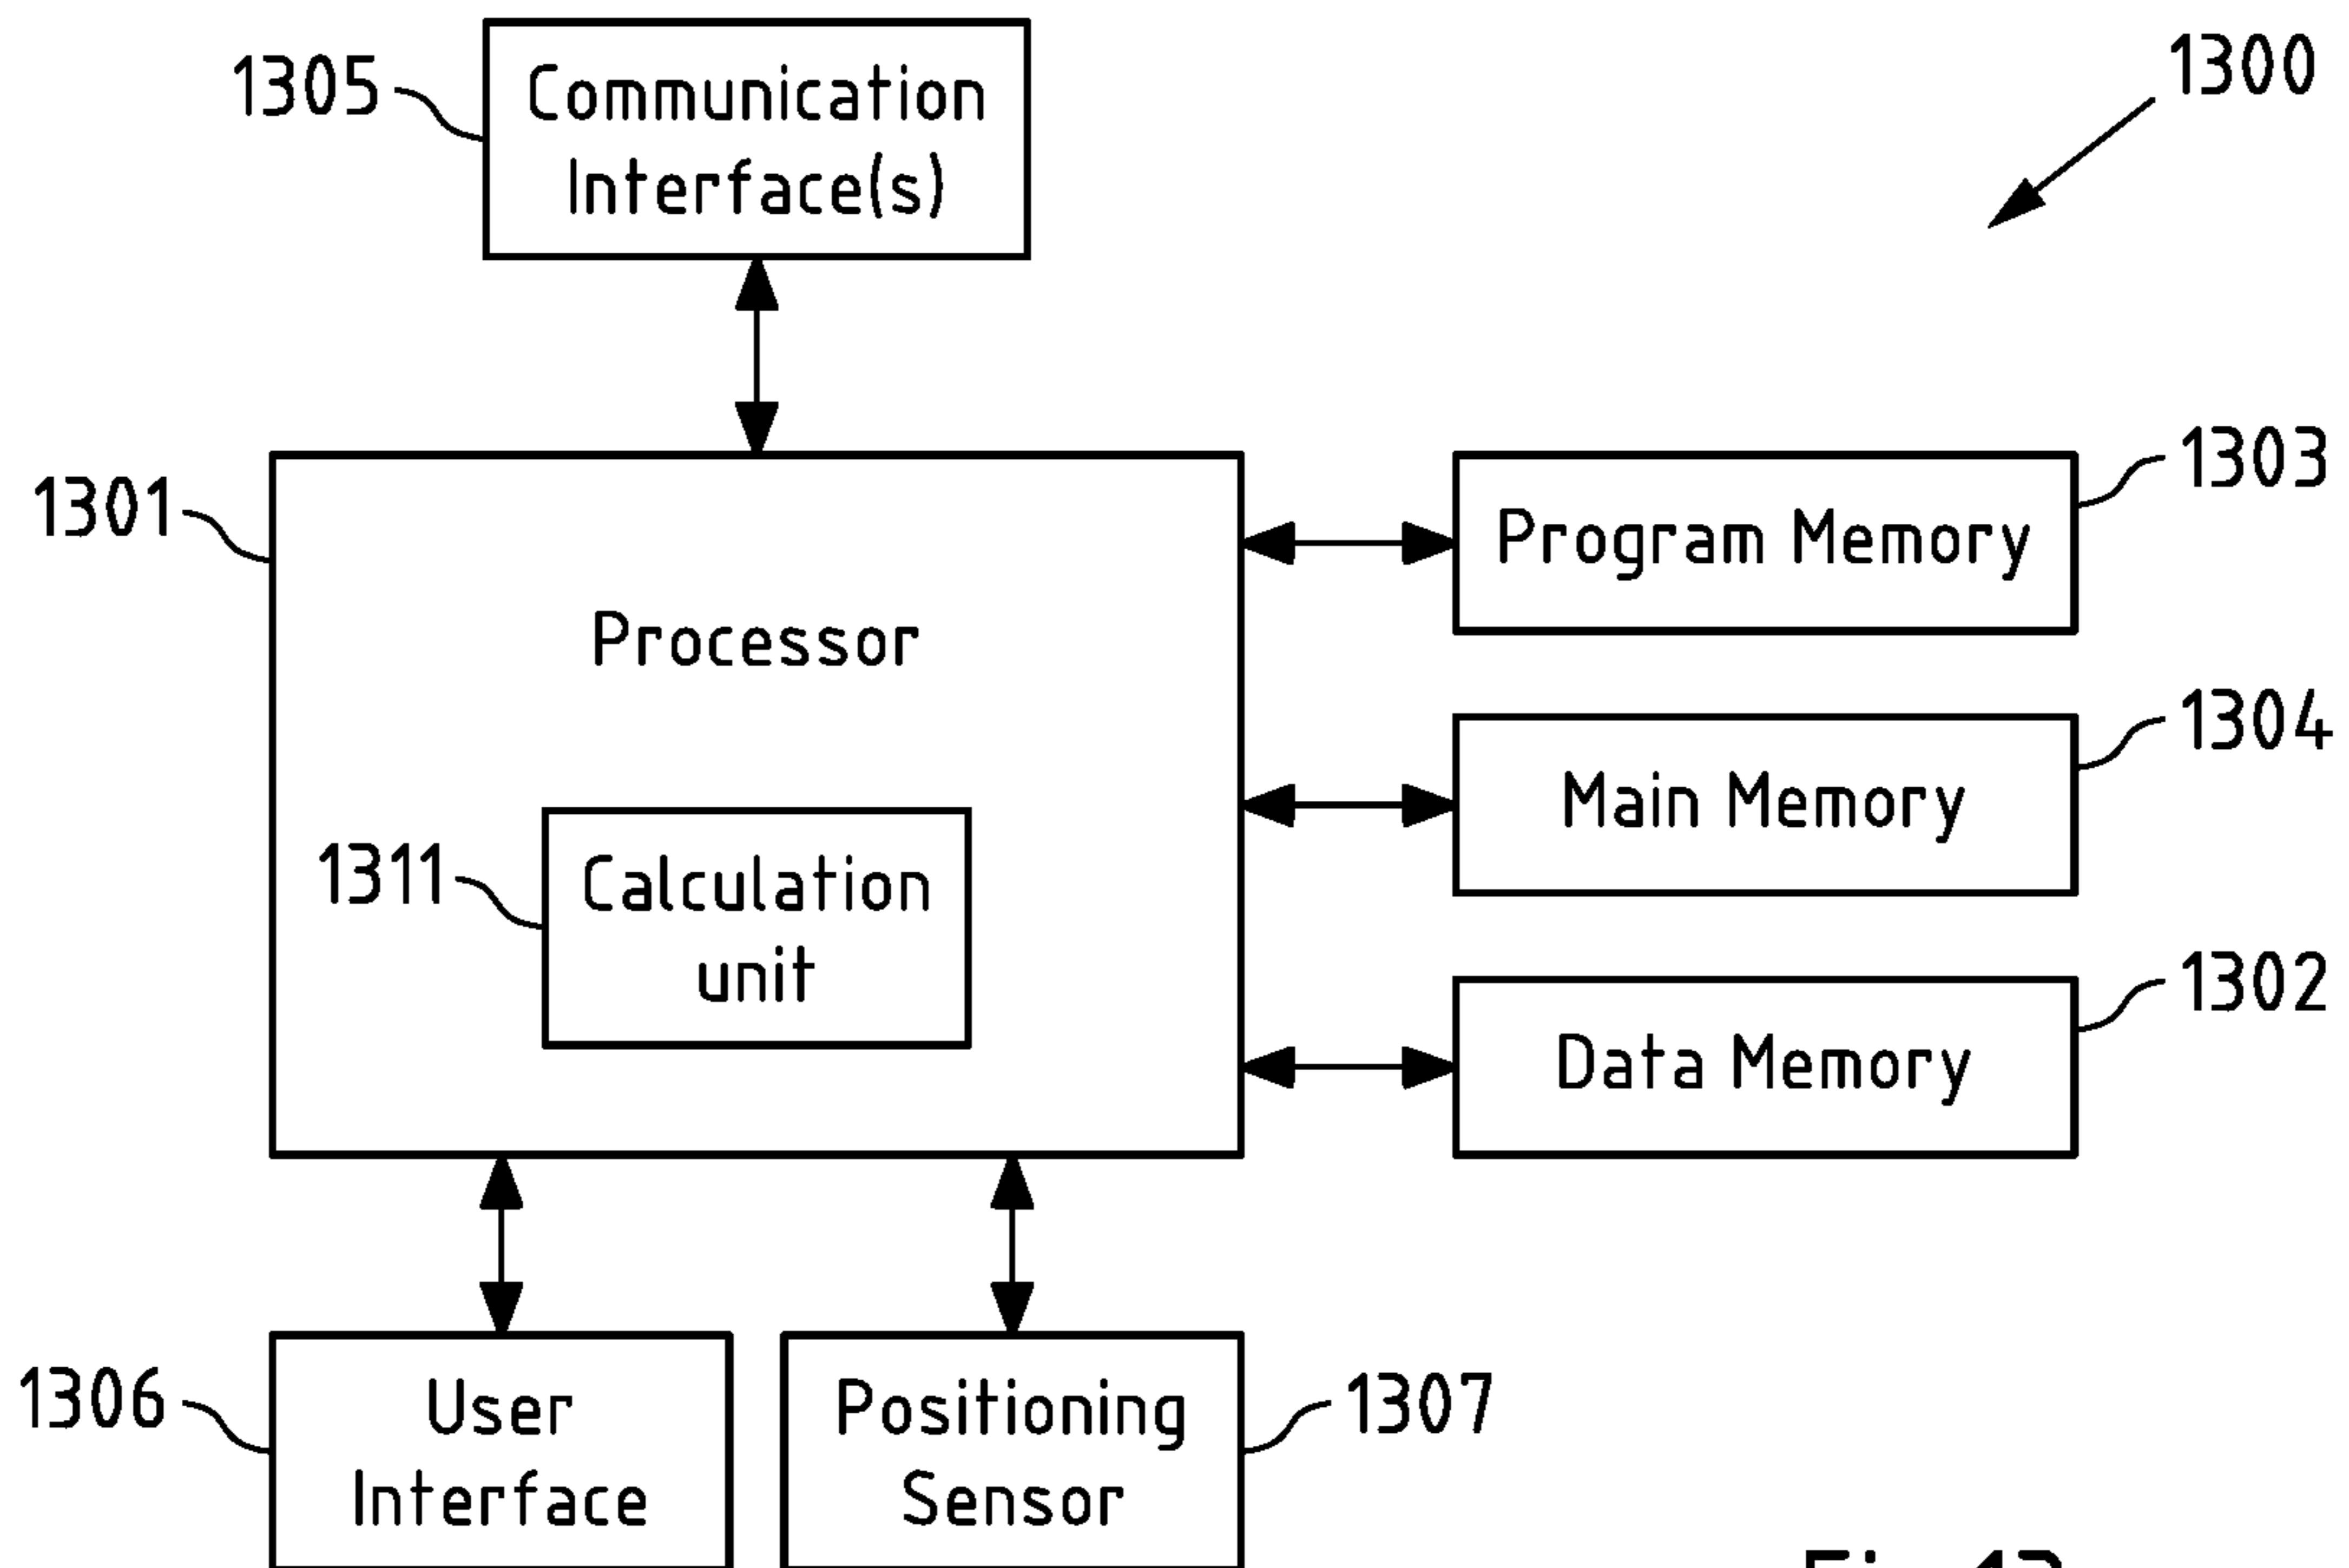 1305
Communication
Interface(s)
1300
1301
Processor
1303
Program Memory
1304
Main Memory
1311
Calculation
unit
1302
Data Memory
1306
User
Interface
Positioning
Sensor
1307